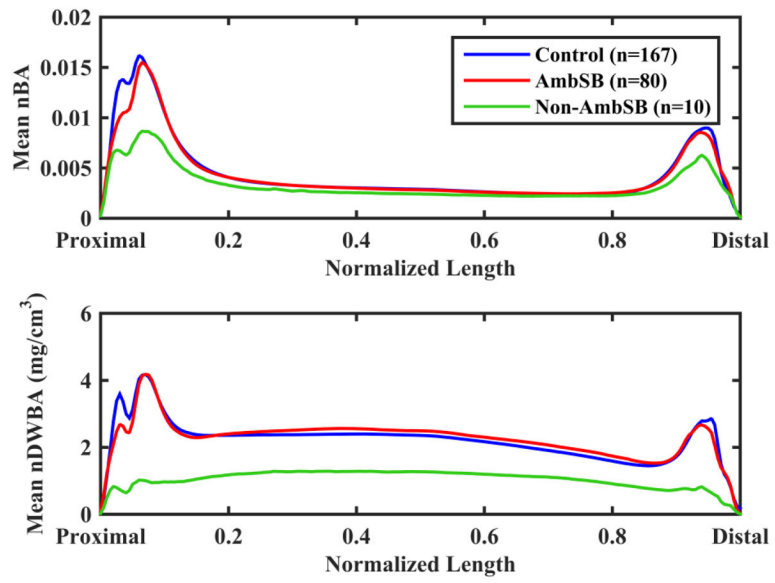 Mean nBA
0.02
0.015
0.01
0.005
0
Control (n=167)
AmbSB (n=80)
Non-AmbSB (n=10)
Proximal 0.2 0.4 0.6 0.8 Distal
Normalized Length
Mean nDWBA (mg/cm³)
6
4
2
0
Proximal 0.2 0.4 0.6 0.8 Distal
Normalized Length